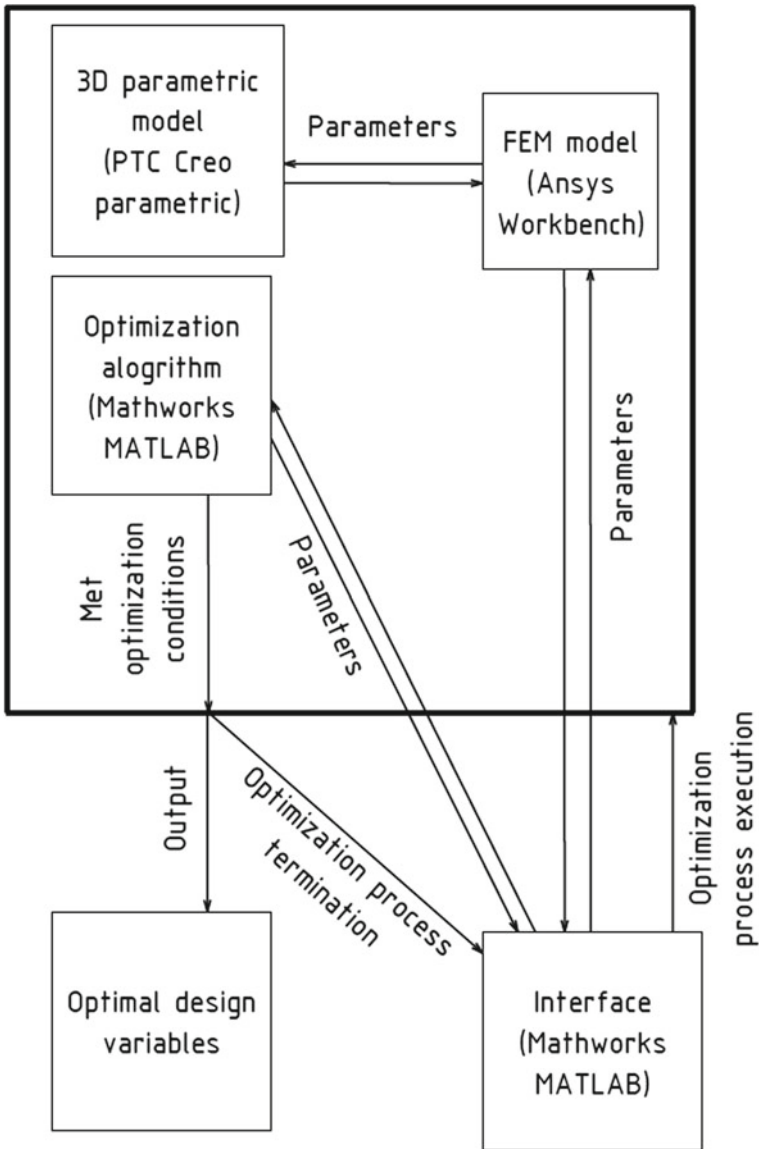 3D parametric
model
(PTC Creo
parametric)
Parameters
FEM model
(Ansys
Workbench)
Optimization
alogrithm
(Mathworks
MATLAB)
Parameters
Met
optimization
conditions
Parameters
Output
Optimization process
termination
Optimization
process execution
Optimal design
variables
Interface
(Mathworks
MATLAB)